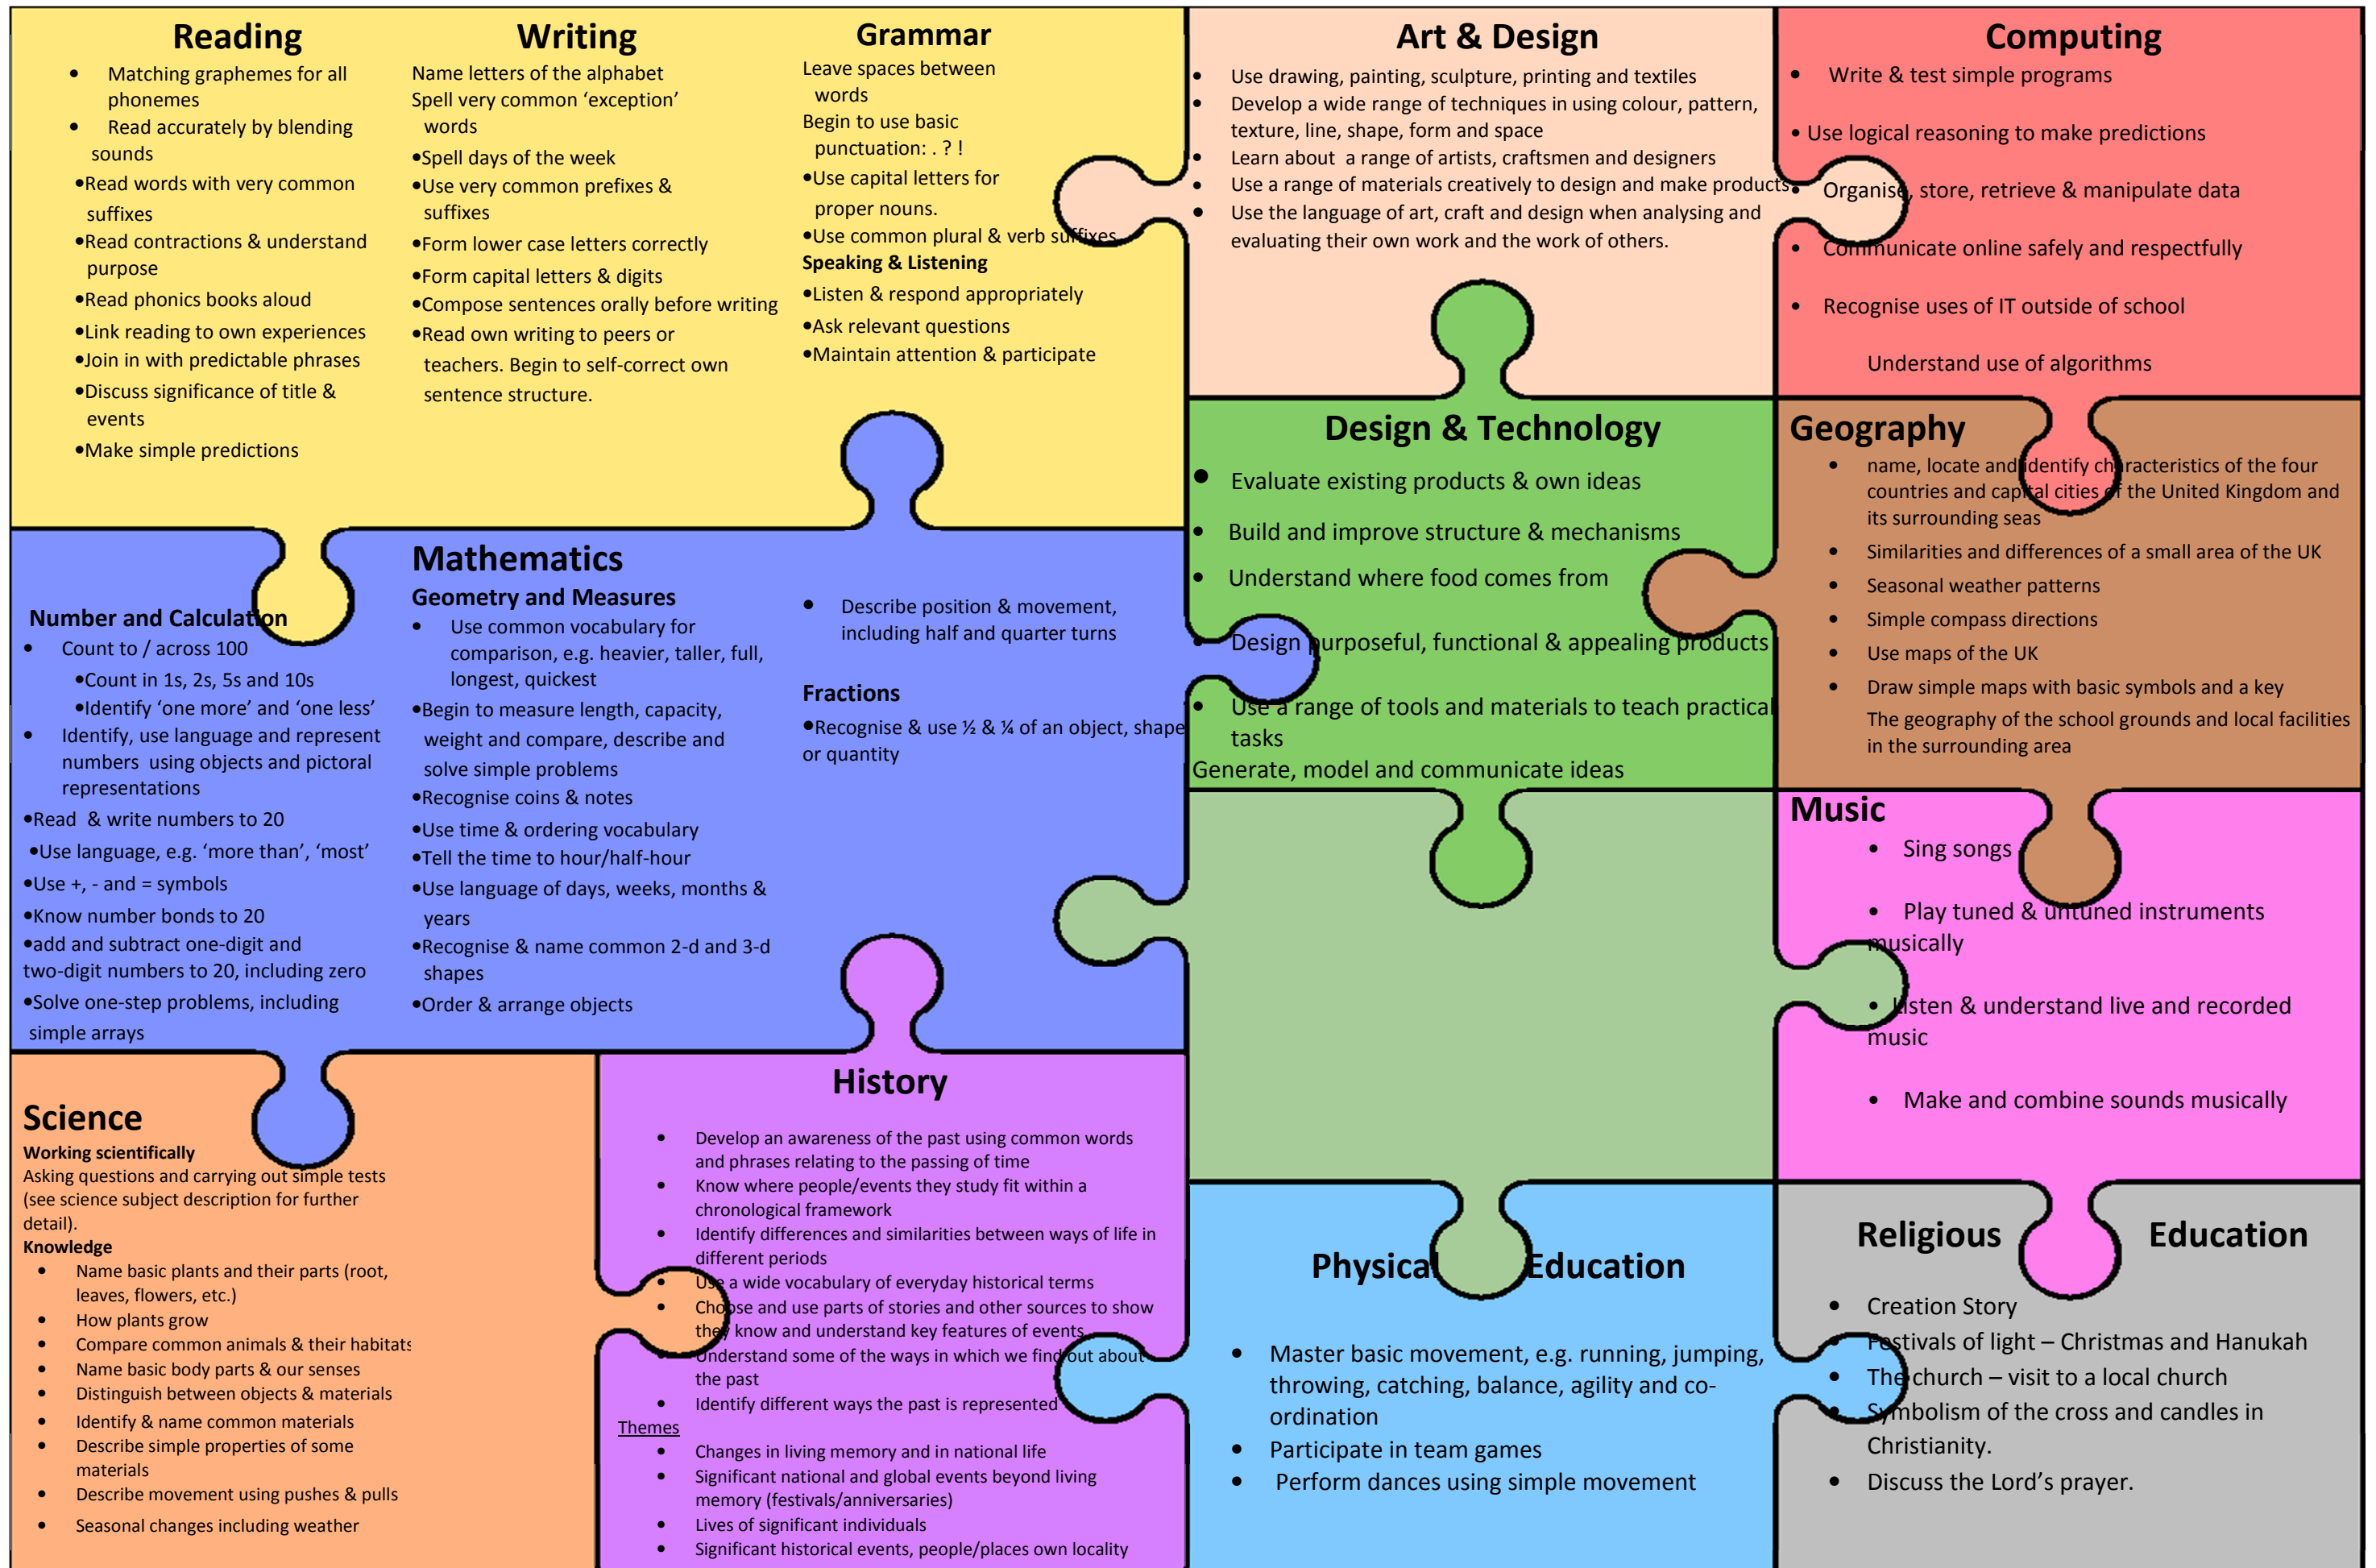 Reading
• Matching graphemes for all
phonemes
• Read accurately by blending
sounds
•Read words with very common
suffixes
•Read contractions & understand
purpose
•Read phonics books aloud
•Link reading to own experiences
•Join in with predictable phrases
•Discuss significance of title &
events
•Make simple predictions
Writing
Name letters of the alphabet
Spell very common ‘exception’
words
•Spell days of the week
•Use very common prefixes &
suffixes
•Form lower case letters correctly
•Form capital letters & digits
•Compose sentences orally before writing
•Read own writing to peers or
teachers. Begin to self-correct own
sentence structure.
Grammar
Leave spaces between
words
Begin to use basic
punctuation: . ? !
•Use capital letters for
proper nouns.
•Use common plural & verb suffixes
Speaking & Listening
•Listen & respond appropriately
•Ask relevant questions
•Maintain attention & participate
Art & Design
• Use drawing, painting, sculpture, printing and textiles
• Develop a wide range of techniques in using colour, pattern,
texture, line, shape, form and space
• Learn about a range of artists, craftsmen and designers
• Use a range of materials creatively to design and make products
• Use the language of art, craft and design when analysing and
evaluating their own work and the work of others.
Computing
• Write & test simple programs
• Use logical reasoning to make predictions
• Organise, store, retrieve & manipulate data
• Communicate online safely and respectfully
• Recognise uses of IT outside of school
Understand use of algorithms
Mathematics
Number and Calculation
• Count to / across 100
•Count in 1s, 2s, 5s and 10s
•Identify ‘one more’ and ‘one less’
• Identify, use language and represent
numbers using objects and pictoral
representations
•Read & write numbers to 20
•Use language, e.g. ‘more than’, ‘most’
•Use +, - and = symbols
•Know number bonds to 20
•add and subtract one-digit and
two-digit numbers to 20, including zero
•Solve one-step problems, including
simple arrays
Geometry and Measures
• Use common vocabulary for
comparison, e.g. heavier, taller, full,
longest, quickest
•Begin to measure length, capacity,
weight and compare, describe and
solve simple problems
•Recognise coins & notes
•Use time & ordering vocabulary
•Tell the time to hour/half-hour
•Use language of days, weeks, months &
years
•Recognise & name common 2-d and 3-d
shapes
•Order & arrange objects
• Describe position & movement,
including half and quarter turns
Fractions
•Recognise & use ½ & ¼ of an object, shape
or quantity
Design & Technology
• Evaluate existing products & own ideas
• Build and improve structure & mechanisms
• Understand where food comes from
• Design purposeful, functional & appealing products
• Use a range of tools and materials to teach practical
tasks
Generate, model and communicate ideas
Geography
• name, locate and identify characteristics of the four
countries and capital cities of the United Kingdom and
its surrounding seas
• Similarities and differences of a small area of the UK
• Seasonal weather patterns
• Simple compass directions
• Use maps of the UK
• Draw simple maps with basic symbols and a key
The geography of the school grounds and local facilities
in the surrounding area
Music
• Sing songs
• Play tuned & untuned instruments
musically
• Listen & understand live and recorded
music
• Make and combine sounds musically
Science
Working scientifically
Asking questions and carrying out simple tests
(see science subject description for further
detail).
Knowledge
• Name basic plants and their parts (root,
leaves, flowers, etc.)
• How plants grow
• Compare common animals & their habitats
• Name basic body parts & our senses
• Distinguish between objects & materials
• Identify & name common materials
• Describe simple properties of some
materials
• Describe movement using pushes & pulls
• Seasonal changes including weather
History
• Develop an awareness of the past using common words
and phrases relating to the passing of time
• Know where people/events they study fit within a
chronological framework
• Identify differences and similarities between ways of life in
different periods
• Use a wide vocabulary of everyday historical terms
• Choose and use parts of stories and other sources to show
they know and understand key features of events
• Understand some of the ways in which we find out about
the past
• Identify different ways the past is represented
Themes
• Changes in living memory and in national life
• Significant national and global events beyond living
memory (festivals/anniversaries)
• Lives of significant individuals
• Significant historical events, people/places own locality
Physical Education
• Master basic movement, e.g. running, jumping,
throwing, catching, balance, agility and co-
ordination
• Participate in team games
• Perform dances using simple movement
Religious Education
• Creation Story
• Festivals of light – Christmas and Hanukah
• The church – visit to a local church
• Symbolism of the cross and candles in
Christianity.
• Discuss the Lord’s prayer.